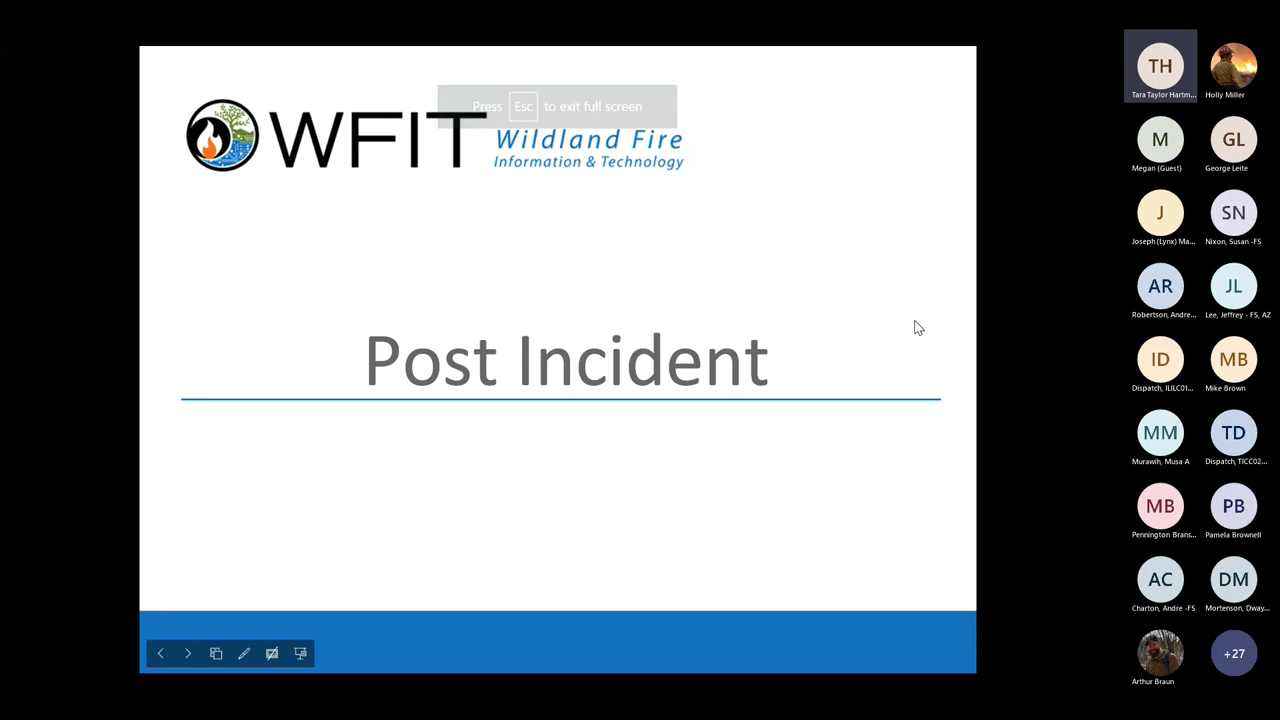 Press Esc to exit full screen
WFIT
Wildland Fire
Information & Technology
Post Incident
TH
Tara Taylor Hartm...
Holly Miller
M
GL
Megan (Guest)
George Leite
J
SN
Joseph (Lynx) Ma...
Nixon, Susan -FS
AR
JL
Robertson, Andre...
Lee, Jeffrey - FS, AZ
ID
MB
Dispatch, ILILC01...
Mike Brown
MM
TD
Murawih, Musa A
Dispatch, TICC02...
MB
PB
Pennington Brans...
Pamela Brownell
AC
DM
Charton, Andre -FS
Mortenson, Dway...
+27
Arthur Braun